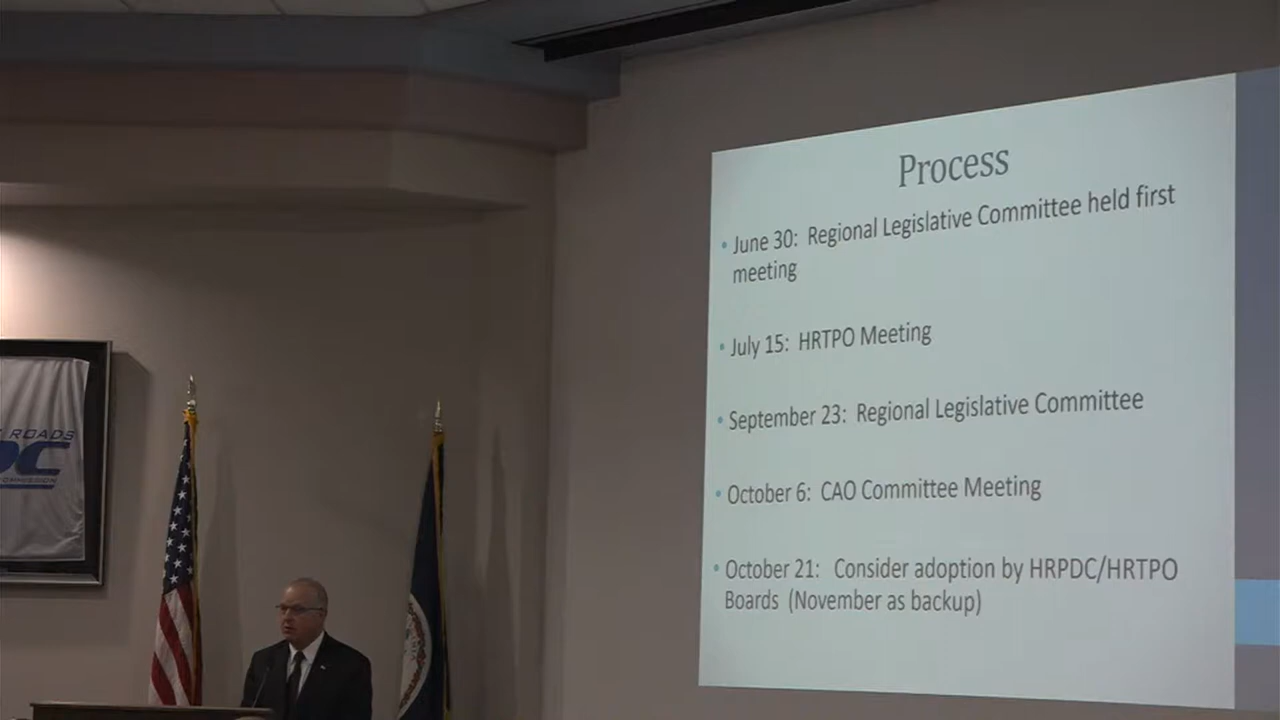 Process
• June 30: Regional Legislative Committee held first
meeting
• July 15: HRTPO Meeting
• September 23: Regional Legislative Committee
• October 6: CAO Committee Meeting
• October 21: Consider adoption by HRPDC/HRTPO
Boards (November as backup)
ROADS
DC
COMMISSION